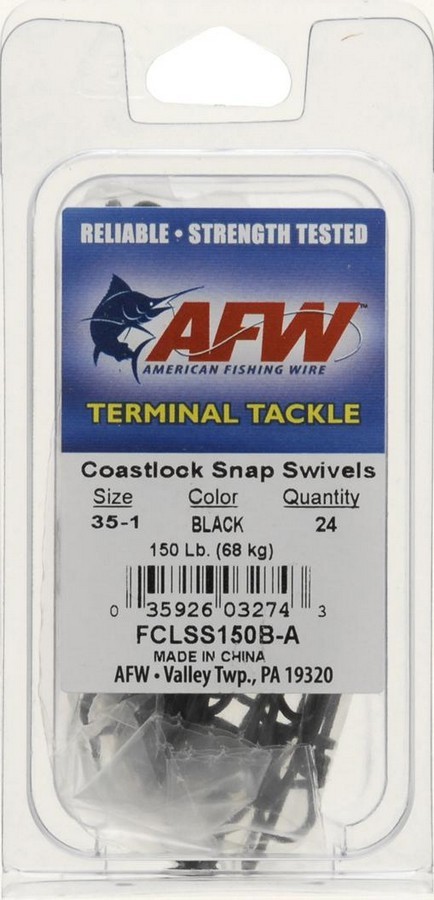 RELIABLE • STRENGTH TESTED
AFW™
AMERICAN FISHING WIRE
TERMINAL TACKLE
Coastlock Snap Swivels
Size Color Quantity
35-1 BLACK 24
150 Lb. (68 kg)
0 35926 03274 3
FCLSS150B-A
MADE IN CHINA
AFW • Valley Twp., PA 19320